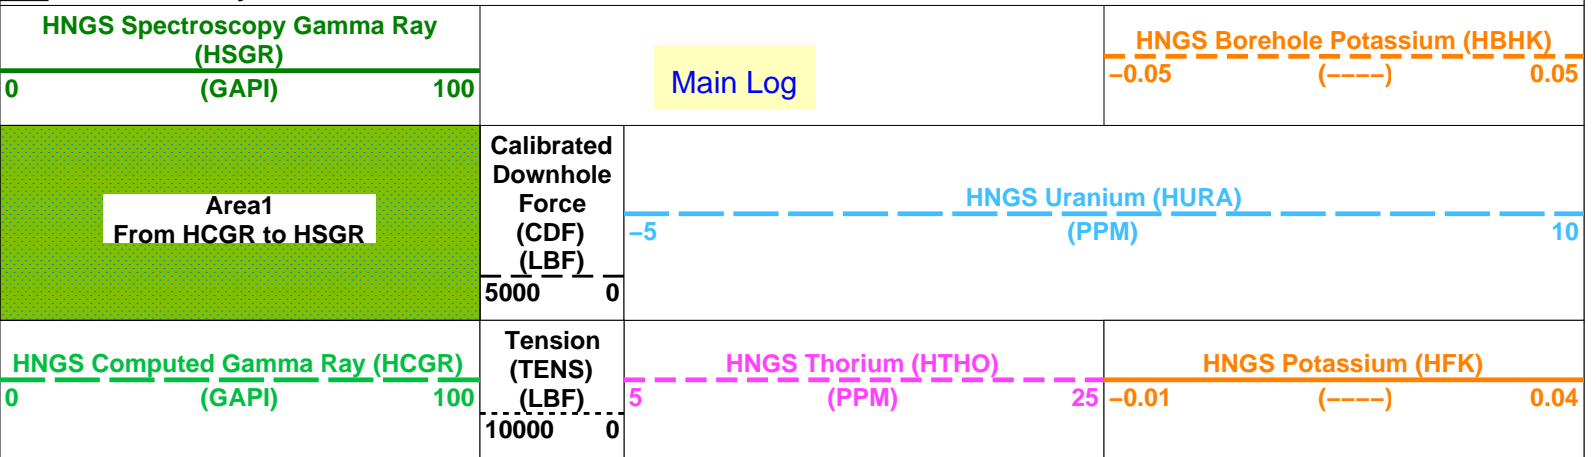 HNGS Spectroscopy Gamma Ray
(HSGR)
0 (GAPI) 100
Main Log
HNGS Borehole Potassium (HBHK)
−0.05 (−−−−) 0.05
Area1
From HCGR to HSGR
Calibrated
Downhole
Force
(CDF)
(LBF)
5000 0
HNGS Uranium (HURA)
−5 (PPM) 10
HNGS Computed Gamma Ray (HCGR)
0 (GAPI) 100
Tension
(TENS)
(LBF)
10000 0
HNGS Thorium (HTHO)
5 (PPM) 25
HNGS Potassium (HFK)
−0.01 (−−−−) 0.04